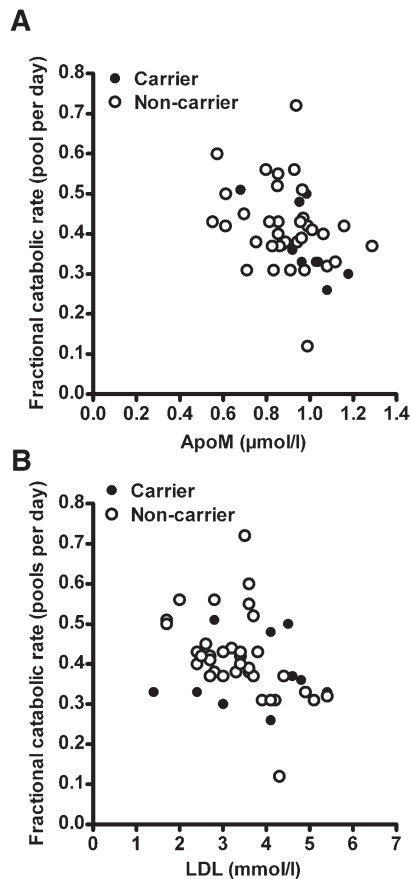 A
Fractional catabolic rate (pool per day)
0.8
0.7
0.6
0.5
0.4
0.3
0.2
0.1
0.0
Carrier
Non-carrier
0.0 0.2 0.4 0.6 0.8 1.0 1.2 1.4
ApoM (µmol/l)
B
Fractional catabolic rate (pools per day)
0.8
0.7
0.6
0.5
0.4
0.3
0.2
0.1
0.0
Carrier
Non-carrier
0 1 2 3 4 5 6 7
LDL (mmol/l)